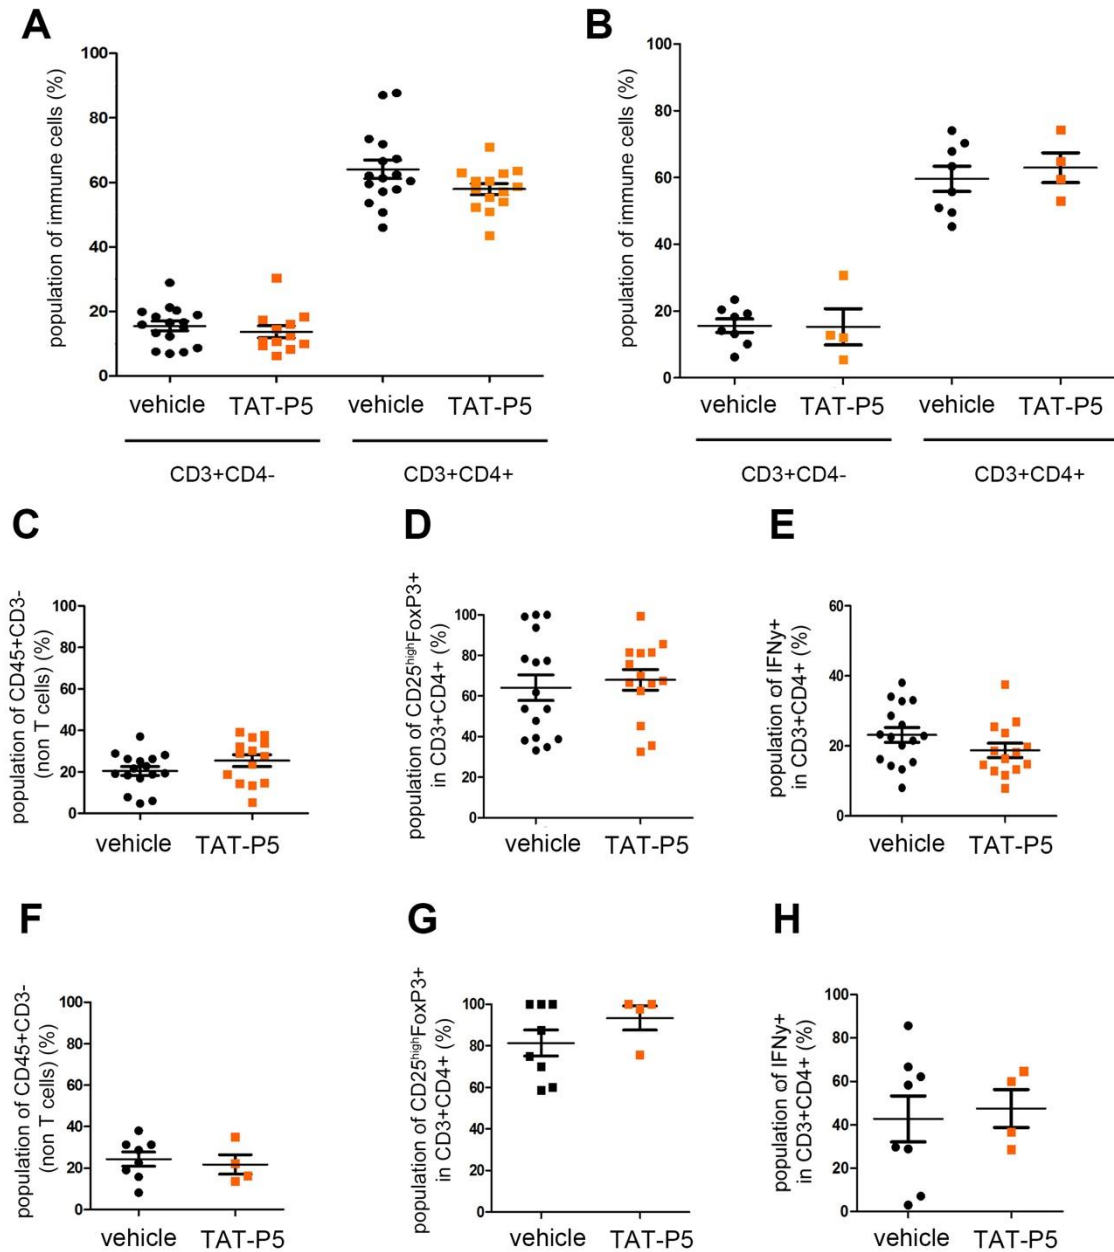 A
population of immune cells (%)
100
80
60
40
20
0
vehicle TAT-P5 vehicle TAT-P5
CD3+CD4- CD3+CD4+
B
population of immune cells (%)
100
80
60
40
20
0
vehicle TAT-P5 vehicle TAT-P5
CD3+CD4- CD3+CD4+
C
population of CD45+CD3-
(non T cells) (%)
100
80
60
40
20
0
vehicle TAT-P5
D
population of CD25highFoxP3+
in CD3+CD4+ (%)
100
80
60
40
20
0
vehicle TAT-P5
E
population of IFNy+
in CD3+CD4+ (%)
60
40
20
0
vehicle TAT-P5
F
population of CD45+CD3-
(non T cells) (%)
100
80
60
40
20
0
vehicle TAT-P5
G
population of CD25highFoxP3+
in CD3+CD4+ (%)
100
80
60
40
20
0
vehicle TAT-P5
H
population of IFNy+
in CD3+CD4+ (%)
100
80
60
40
20
0
vehicle TAT-P5